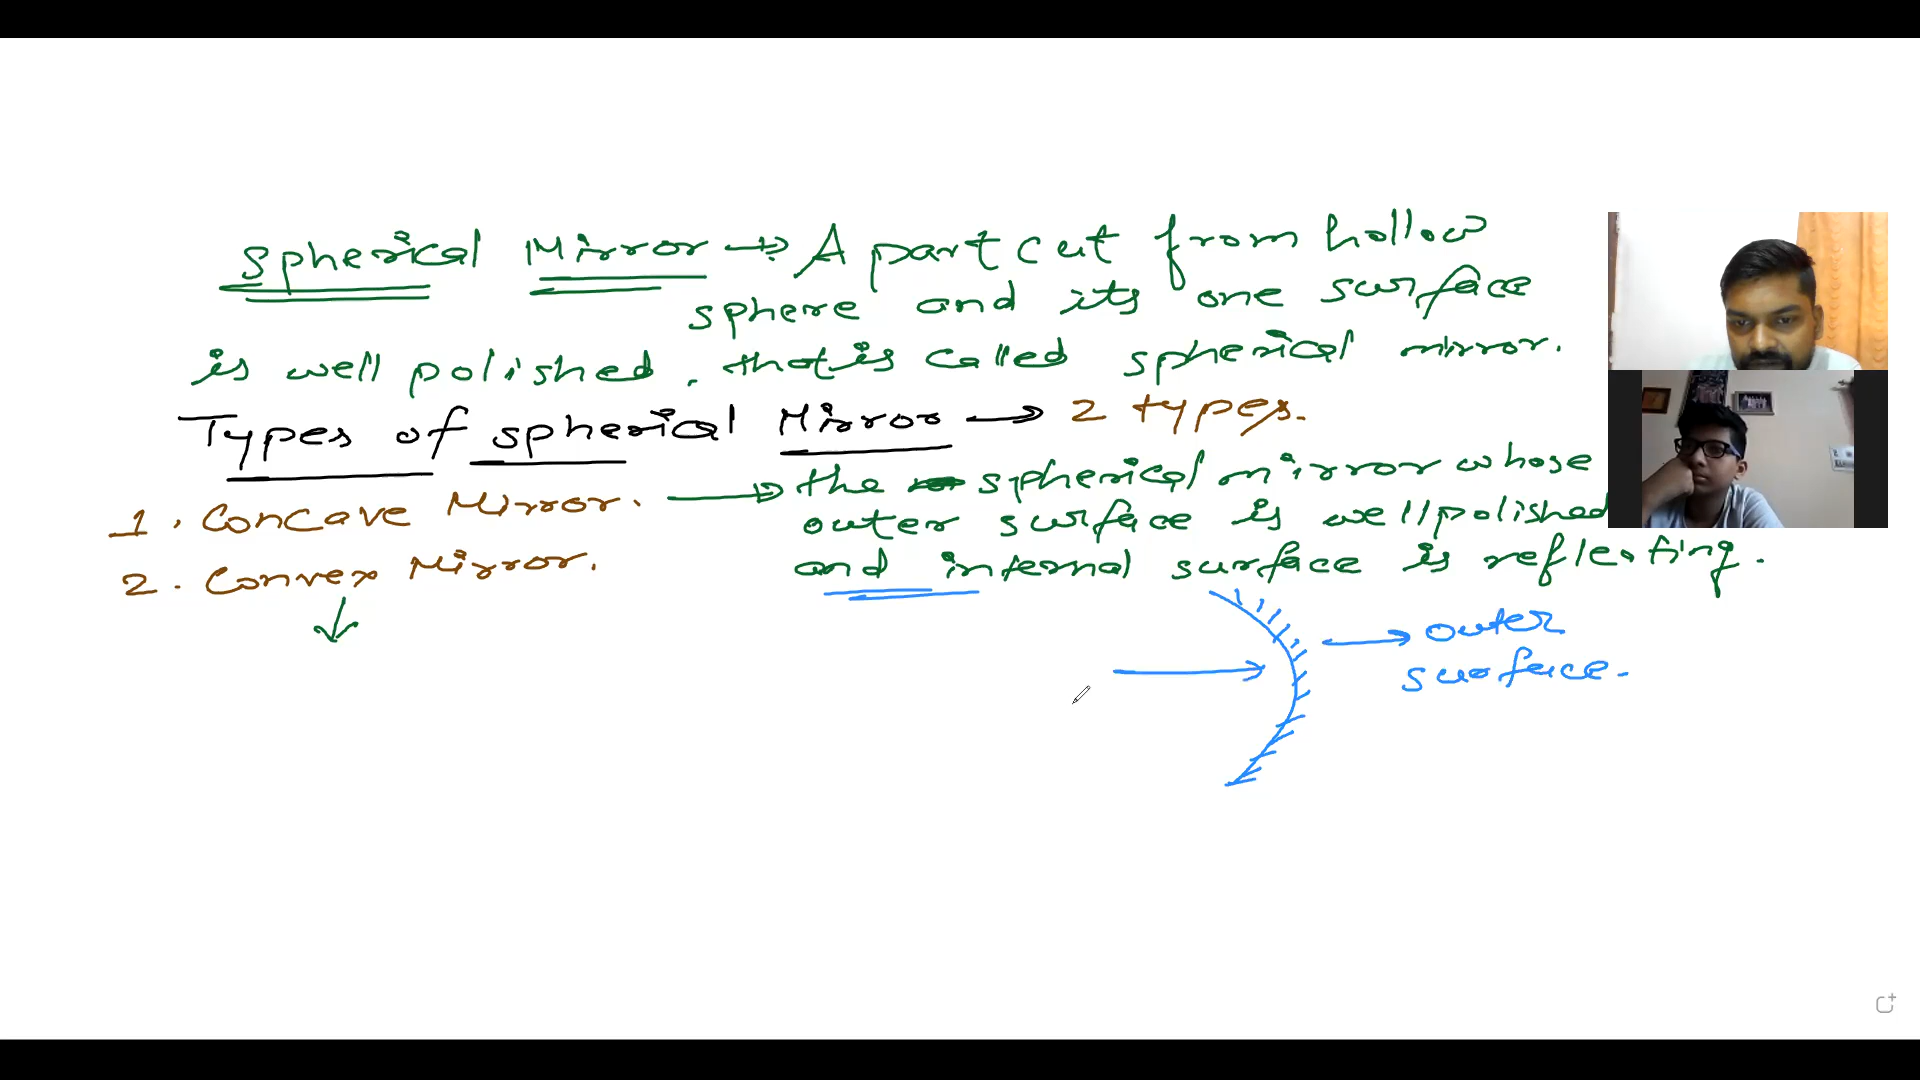 Spherical Mirror → A part cut from hollow
sphere and its one surface
is well polished, that is called spherical mirror.
Types of spherical Mirror → 2 types.
1. Concave Mirror. → the spherical mirror whose
outer surface is well polished
and internal surface is reflecting.
2. Convex Mirror.
→ outer
surface.